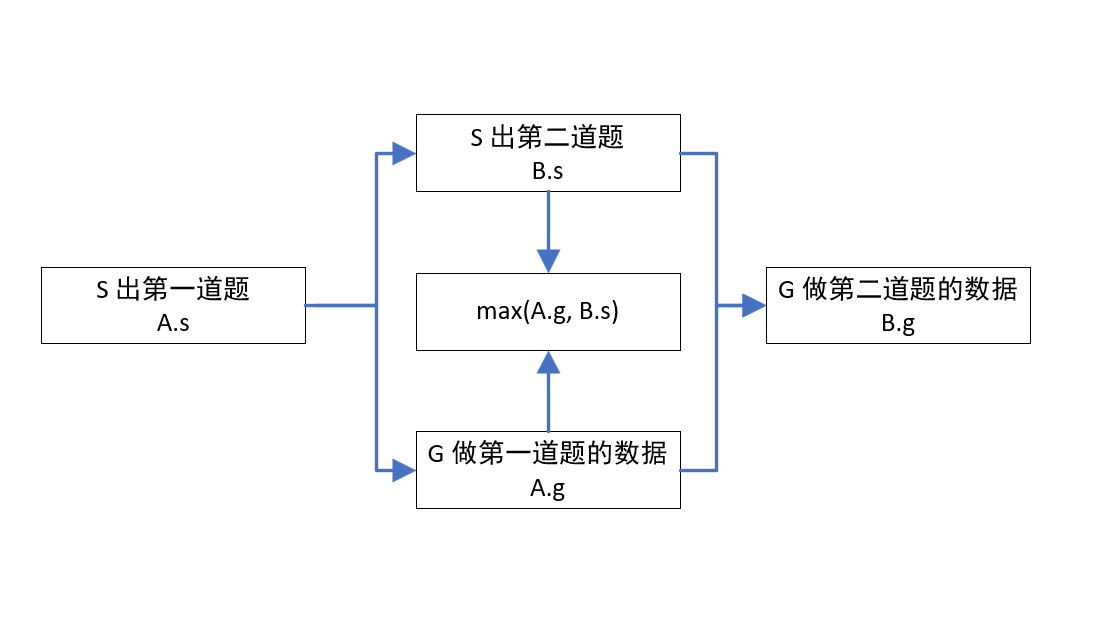 S 出第一道题
A.s
S 出第二道题
B.s
max(A.g, B.s)
G 做第一道题的数据
A.g
G 做第二道题的数据
B.g